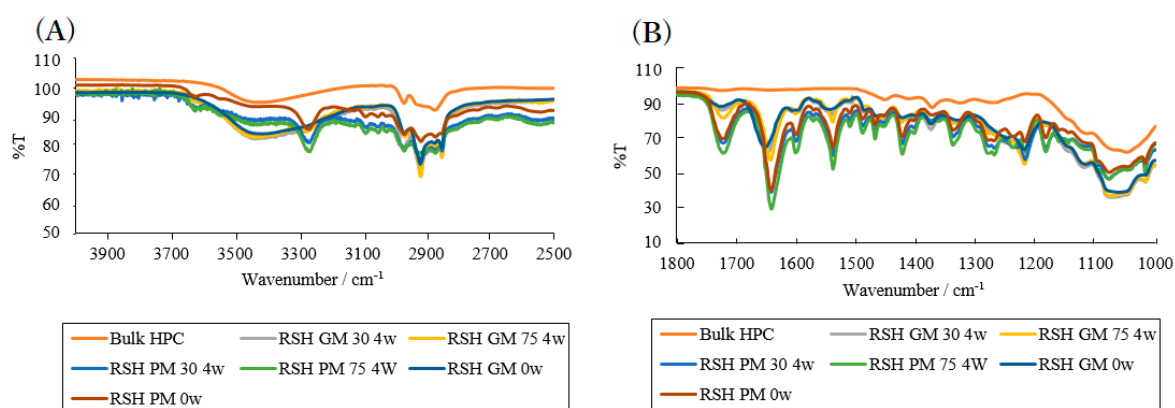 (A)
110
100
90
80
70
60
50
%T
3900 3700 3500 3300 3100 2900 2700 2500
Wavenumber / cm⁻¹
Bulk HPC RSH GM 30 4w RSH GM 75 4w
RSH PM 30 4w RSH PM 75 4W RSH GM 0w
RSH PM 0w
(B)
110
90
70
50
30
10
%T
1800 1700 1600 1500 1400 1300 1200 1100 1000
Wavenumber / cm⁻¹
Bulk HPC RSH GM 30 4w RSH GM 75 4w
RSH PM 30 4w RSH PM 75 4W RSH GM 0w
RSH PM 0w